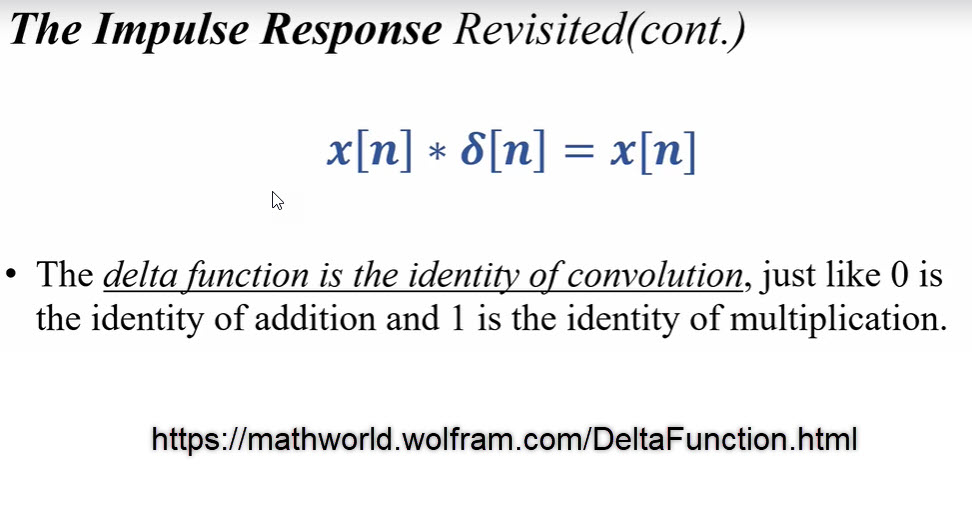 The Impulse Response Revisited(cont.)
x[n] ∗ δ[n] = x[n]
• The delta function is the identity of convolution, just like 0 is
the identity of addition and 1 is the identity of multiplication.
https://mathworld.wolfram.com/DeltaFunction.html